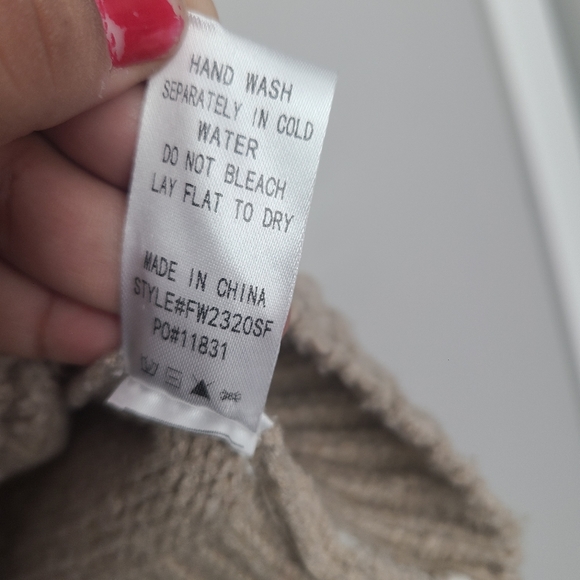 HAND WASH
SEPARATELY IN COLD
WATER
DO NOT BLEACH
LAY FLAT TO DRY
MADE IN CHINA
STYLE#FW2320SF
PO#11831